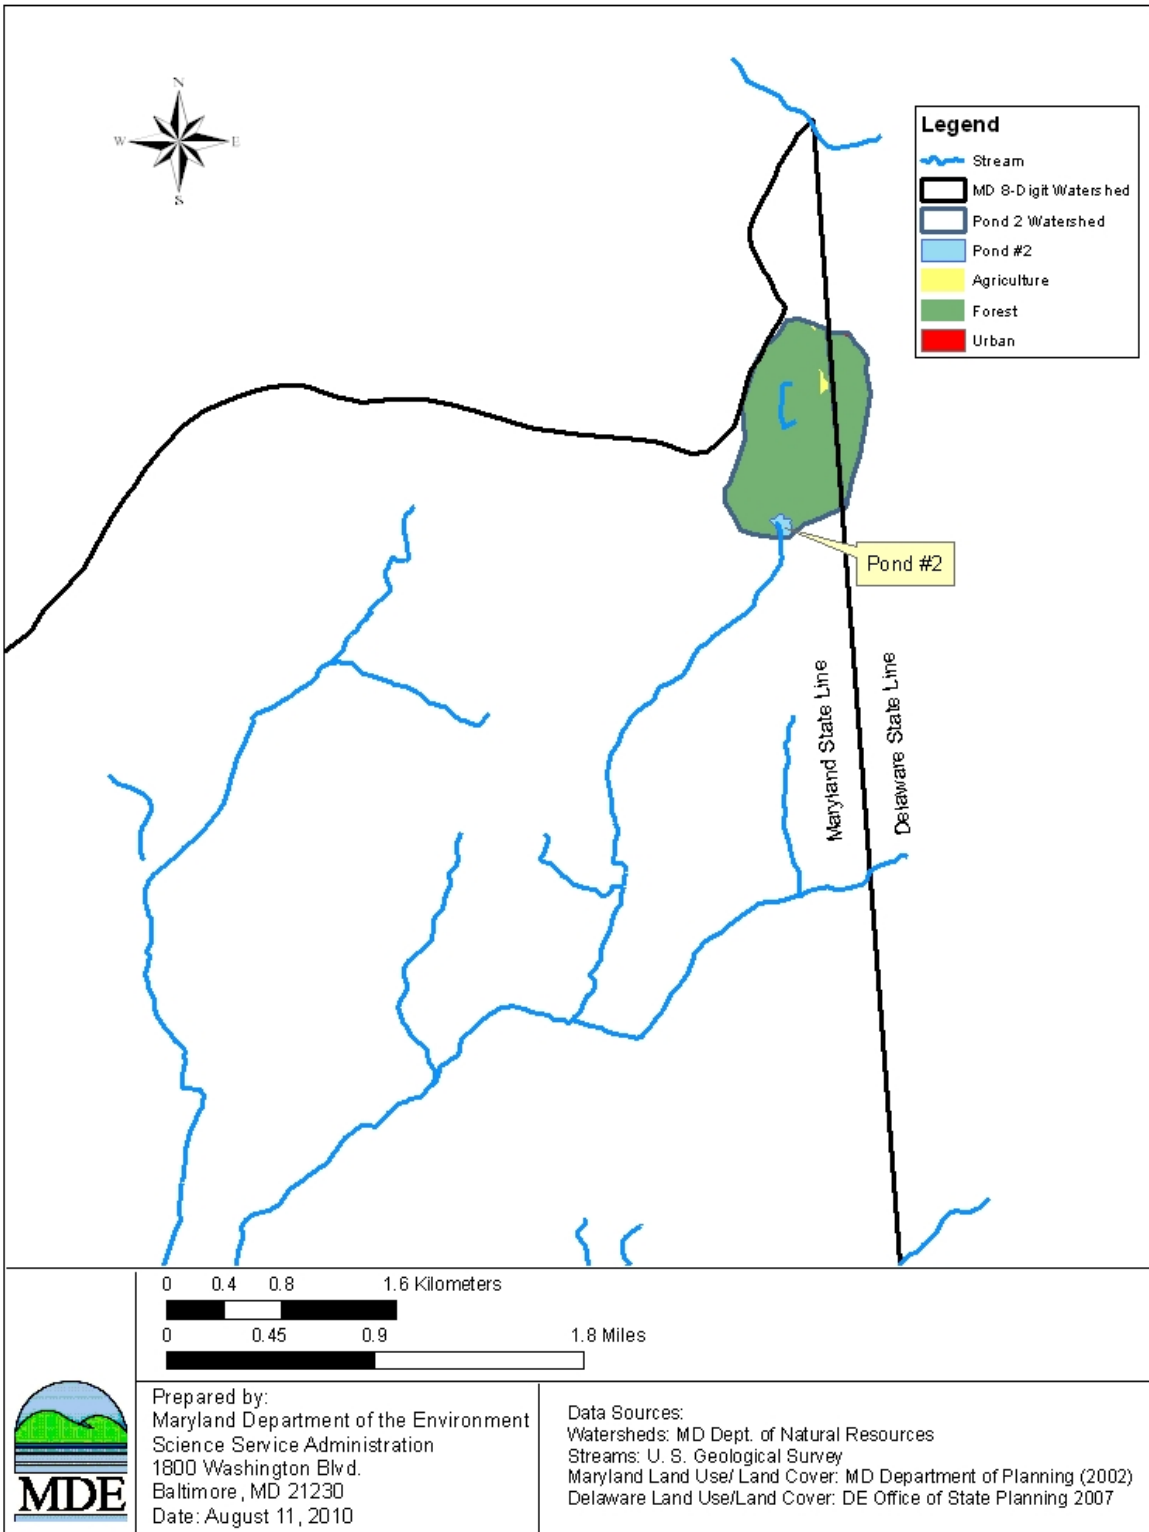 N
W
E
S
Legend
Stream
MD 8-Digit Watershed
Pond 2 Watershed
Pond #2
Agriculture
Forest
Urban
Pond #2
Maryland State Line
Delaware State Line
0 0.4 0.8 1.6 Kilometers
0 0.45 0.9 1.8 Miles
MDE
Prepared by:
Maryland Department of the Environment
Science Service Administration
1800 Washington Blvd.
Baltimore, MD 21230
Date: August 11, 2010
Data Sources:
Watersheds: MD Dept. of Natural Resources
Streams: U. S. Geological Survey
Maryland Land Use/ Land Cover: MD Department of Planning (2002)
Delaware Land Use/Land Cover: DE Office of State Planning 2007